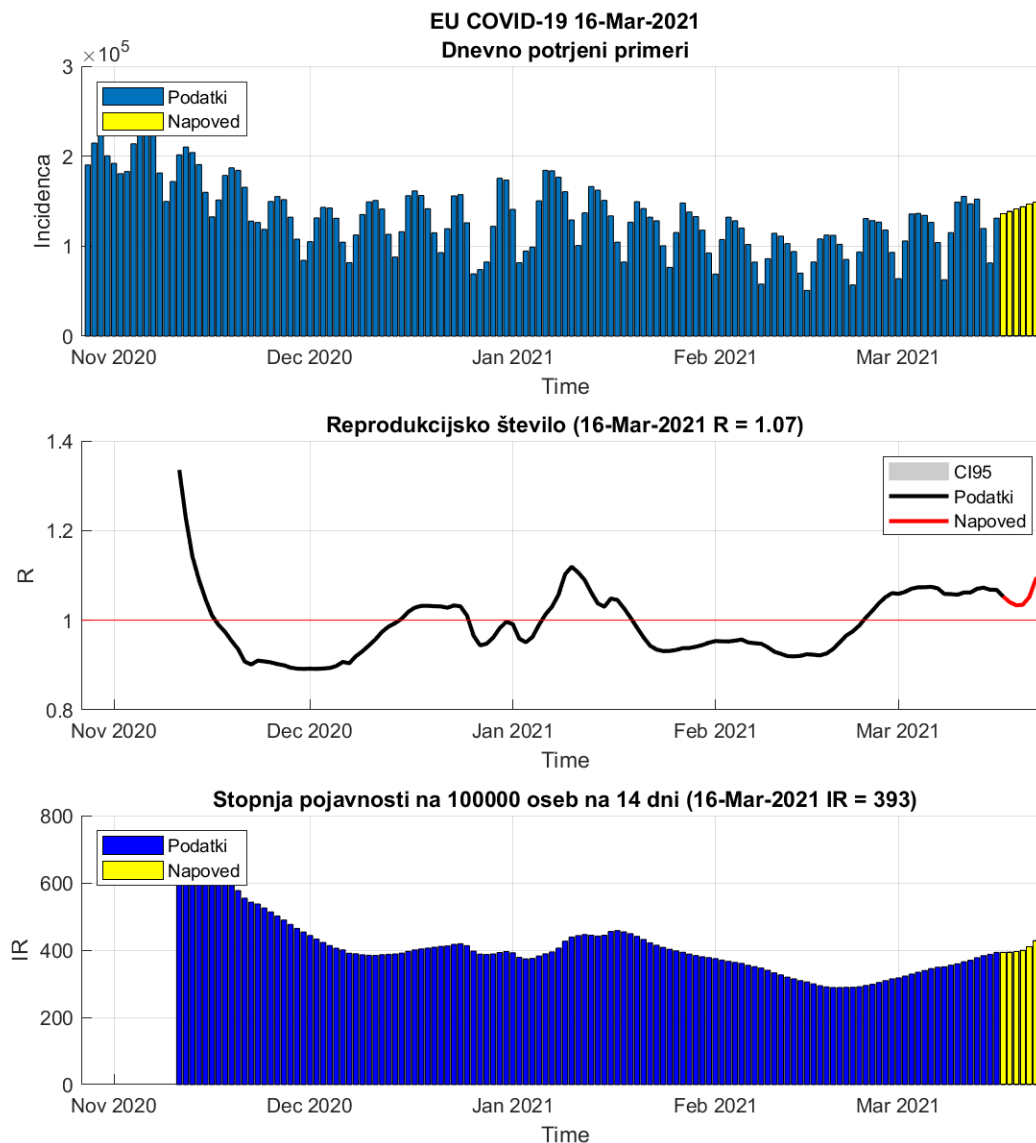 EU COVID-19 16-Mar-2021
Dnevno potrjeni primeri
×10⁵
3
2
1
0
Incidenca
Podatki
Napoved
Nov 2020 Dec 2020 Jan 2021 Feb 2021 Mar 2021
Time
Reprodukcijsko število (16-Mar-2021 R = 1.07)
1.4
1.2
1
0.8
R
CI95
Podatki
Napoved
Nov 2020 Dec 2020 Jan 2021 Feb 2021 Mar 2021
Time
Stopnja pojavnosti na 100000 oseb na 14 dni (16-Mar-2021 IR = 393)
800
600
400
200
0
IR
Podatki
Napoved
Nov 2020 Dec 2020 Jan 2021 Feb 2021 Mar 2021
Time